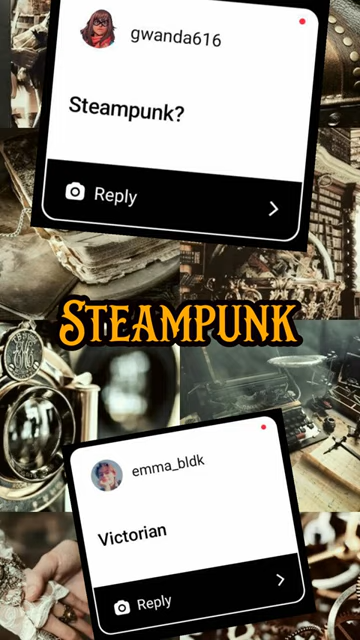 gwanda616
Steampunk?
Reply
STEAMPUNK
emma_bldk
Victorian
Reply